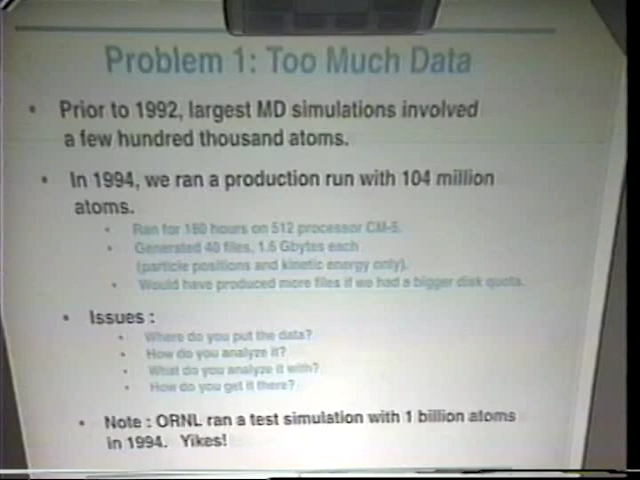 Problem 1: Too Much Data
• Prior to 1992, largest MD simulations involved
a few hundred thousand atoms.
• In 1994, we ran a production run with 104 million
atoms.
• Ran for 180 hours on 512 processor CM-5.
• Generated 40 files, 1.6 Gbytes each
(particle positions and kinetic energy only).
• Would have produced more files if we had a bigger disk quota.
• Issues :
• Where do you put the data?
• How do you analyze it?
• What do you analyze it with?
• How do you get it there?
• Note : ORNL ran a test simulation with 1 billion atoms
in 1994. Yikes!